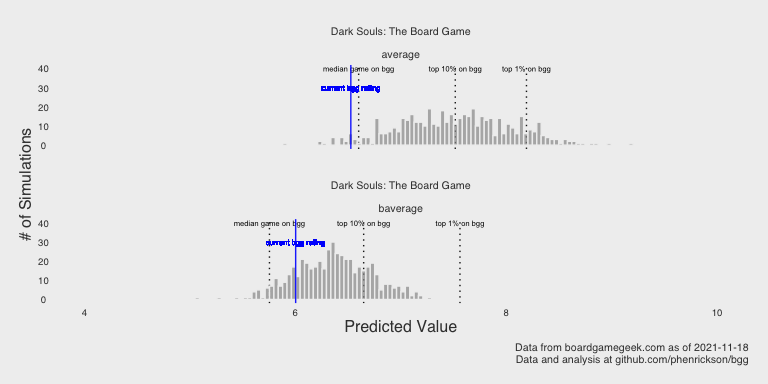 Dark Souls: The Board Game
average
median game on bgg top 10% on bgg top 1% on bgg
current bgg rating
40
30
20
10
0
# of Simulations
Dark Souls: The Board Game
baverage
median game on bgg top 10% on bgg top 1% on bgg
current bgg rating
40
30
20
10
0
4 6 8 10
Predicted Value
Data from boardgamegeek.com as of 2021-11-18
Data and analysis at github.com/phenrickson/bgg